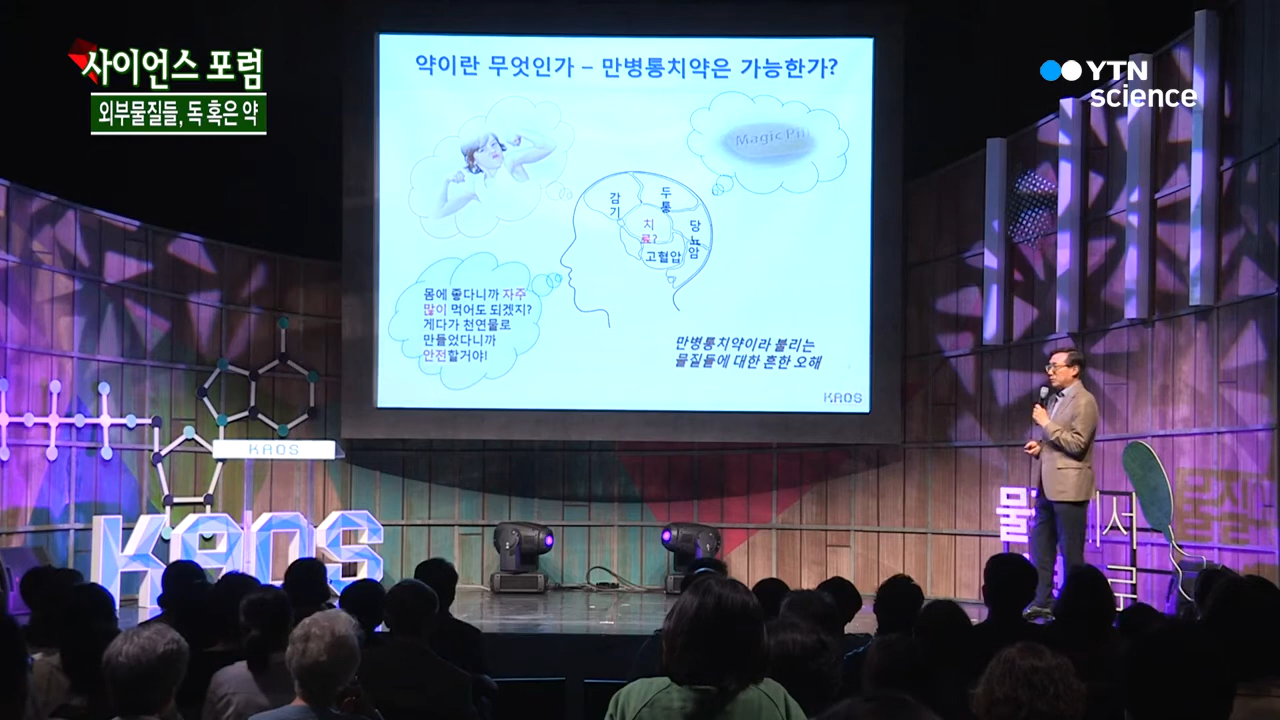 사이언스 포럼
외부물질들, 독 혹은 약
YTN
science
약이란 무엇인가 – 만병통치약은 가능한가?
Magic Pill
감기
두통
치료?
당뇨
암
고혈압
몸에 좋다니까 자주
많이 먹어도 되겠지?
게다가 천연물로
만들었다니까
안전할거야!
만병통치약이라 불리는
물질들에 대한 흔한 오해
KAOS
KAOS
KAOS
물
서